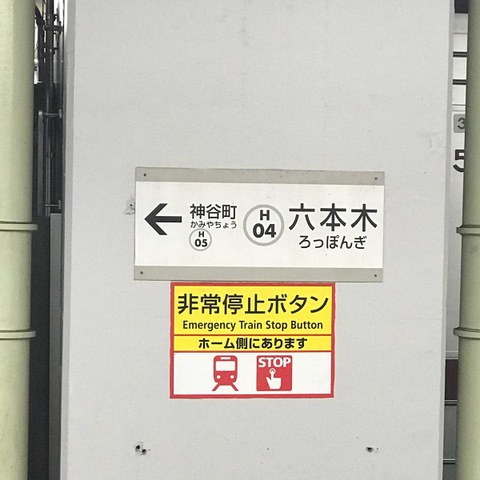 神谷町
かみやちょう
H
05
H
04
六本木
ろっぽんぎ
非常停止ボタン
Emergency Train Stop Button
ホーム側にあります
STOP
3
5